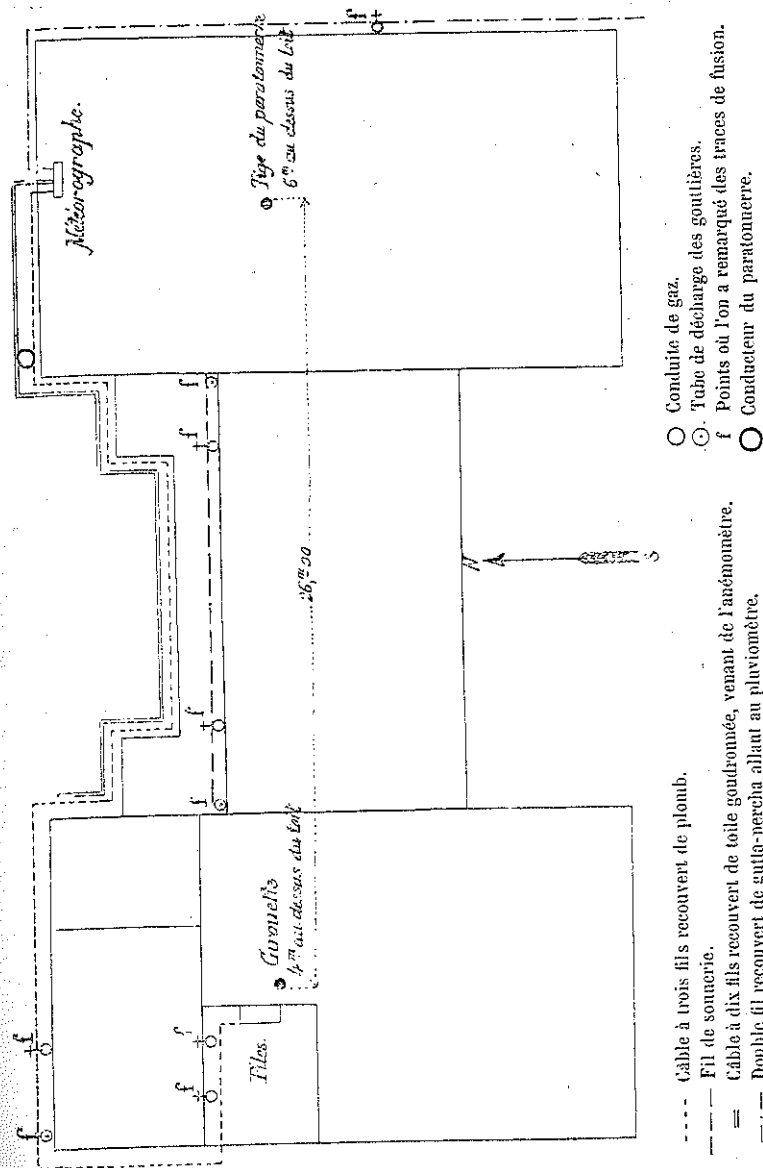 Météorographe.
Tige du paratonnerre
6m au dessus du toit
f
f
f
f
f
26,m30
N
S
Girouette
4m au dessus du toit
Piles.
f
f
f
f
---- Câble à trois fils recouvert de plomb.
— — Fil de sonnerie.
= Câble à dix fils recouvert de toile goudronnée, venant de l'anémomètre.
Double fil recouvert de gutta-percha allant au pluviomètre.
○ Conduite de gaz.
⊙. Tube de décharge des gouttières.
f Points où l'on a remarqué des traces de fusion.
○ Conducteur du paratonnerre.